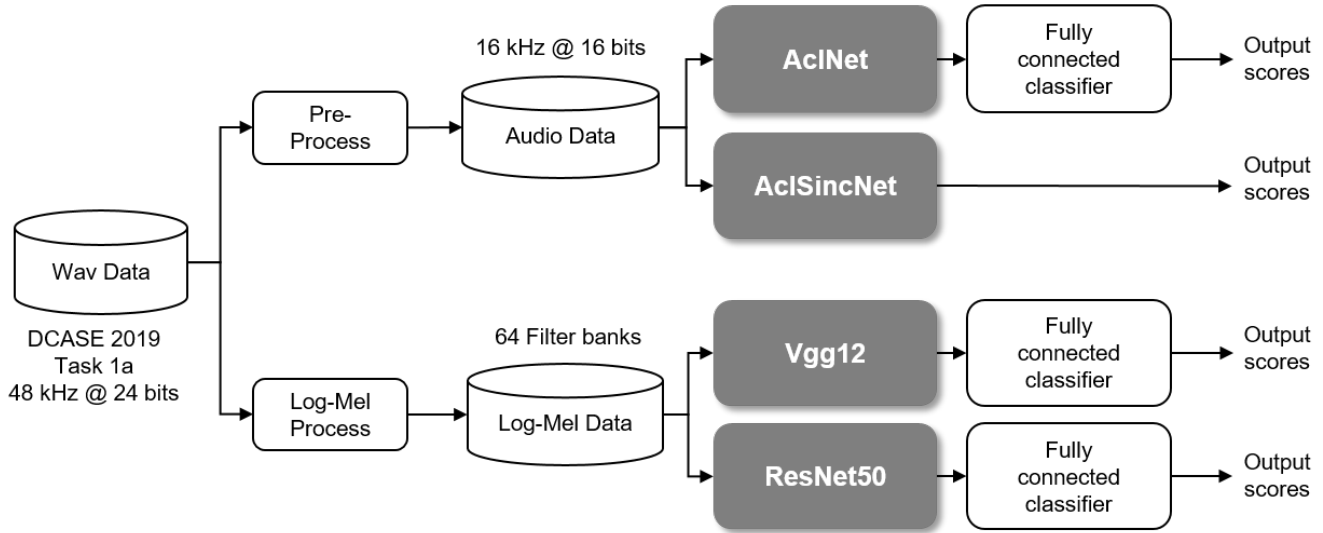 16 kHz @ 16 bits
Pre-
Process
Audio Data
AclNet
Fully
connected
classifier
Output
scores
AclSincNet
Output
scores
Wav Data
DCASE 2019
Task 1a
48 kHz @ 24 bits
64 Filter banks
Log-Mel
Process
Log-Mel Data
Vgg12
Fully
connected
classifier
Output
scores
ResNet50
Fully
connected
classifier
Output
scores